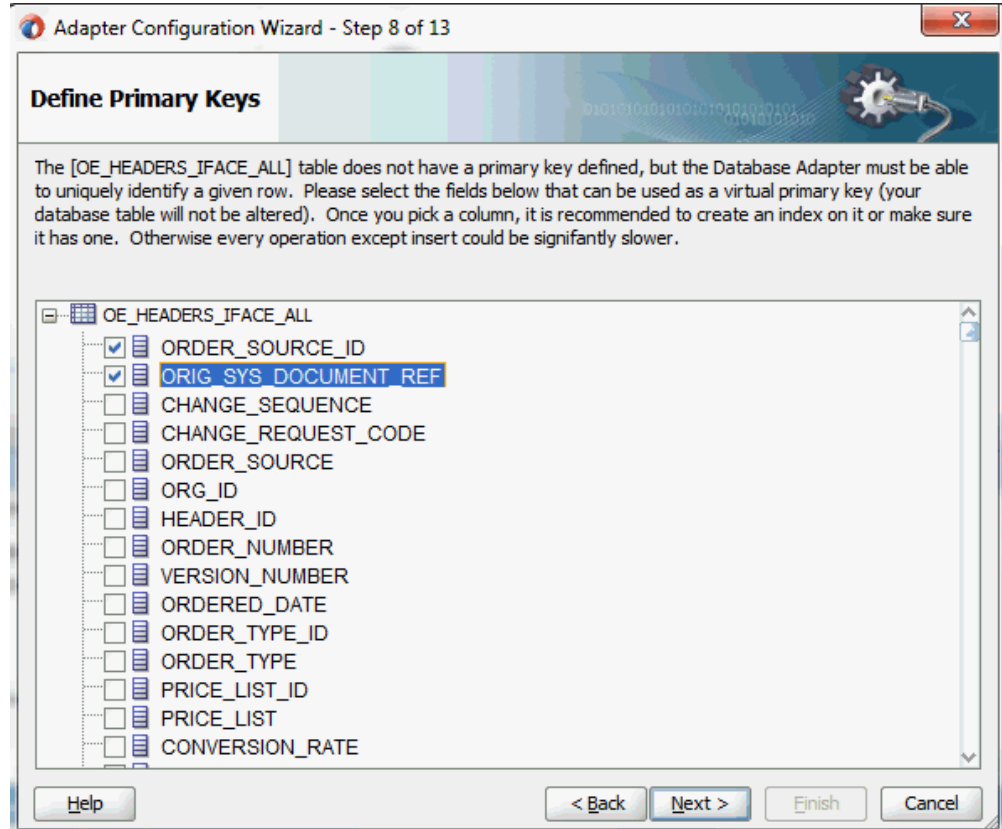 Adapter Configuration Wizard - Step 8 of 13
Define Primary Keys
The [OE_HEADERS_IFACE_ALL] table does not have a primary key defined, but the Database Adapter must be able
to uniquely identify a given row. Please select the fields below that can be used as a virtual primary key (your
database table will not be altered). Once you pick a column, it is recommended to create an index on it or make sure
it has one. Otherwise every operation except insert could be signifantly slower.
OE_HEADERS_IFACE_ALL
ORDER_SOURCE_ID
ORIG_SYS_DOCUMENT_REF
CHANGE_SEQUENCE
CHANGE_REQUEST_CODE
ORDER_SOURCE
ORG_ID
HEADER_ID
ORDER_NUMBER
VERSION_NUMBER
ORDERED_DATE
ORDER_TYPE_ID
ORDER_TYPE
PRICE_LIST_ID
PRICE_LIST
CONVERSION_RATE
Help < Back Next > Finish Cancel